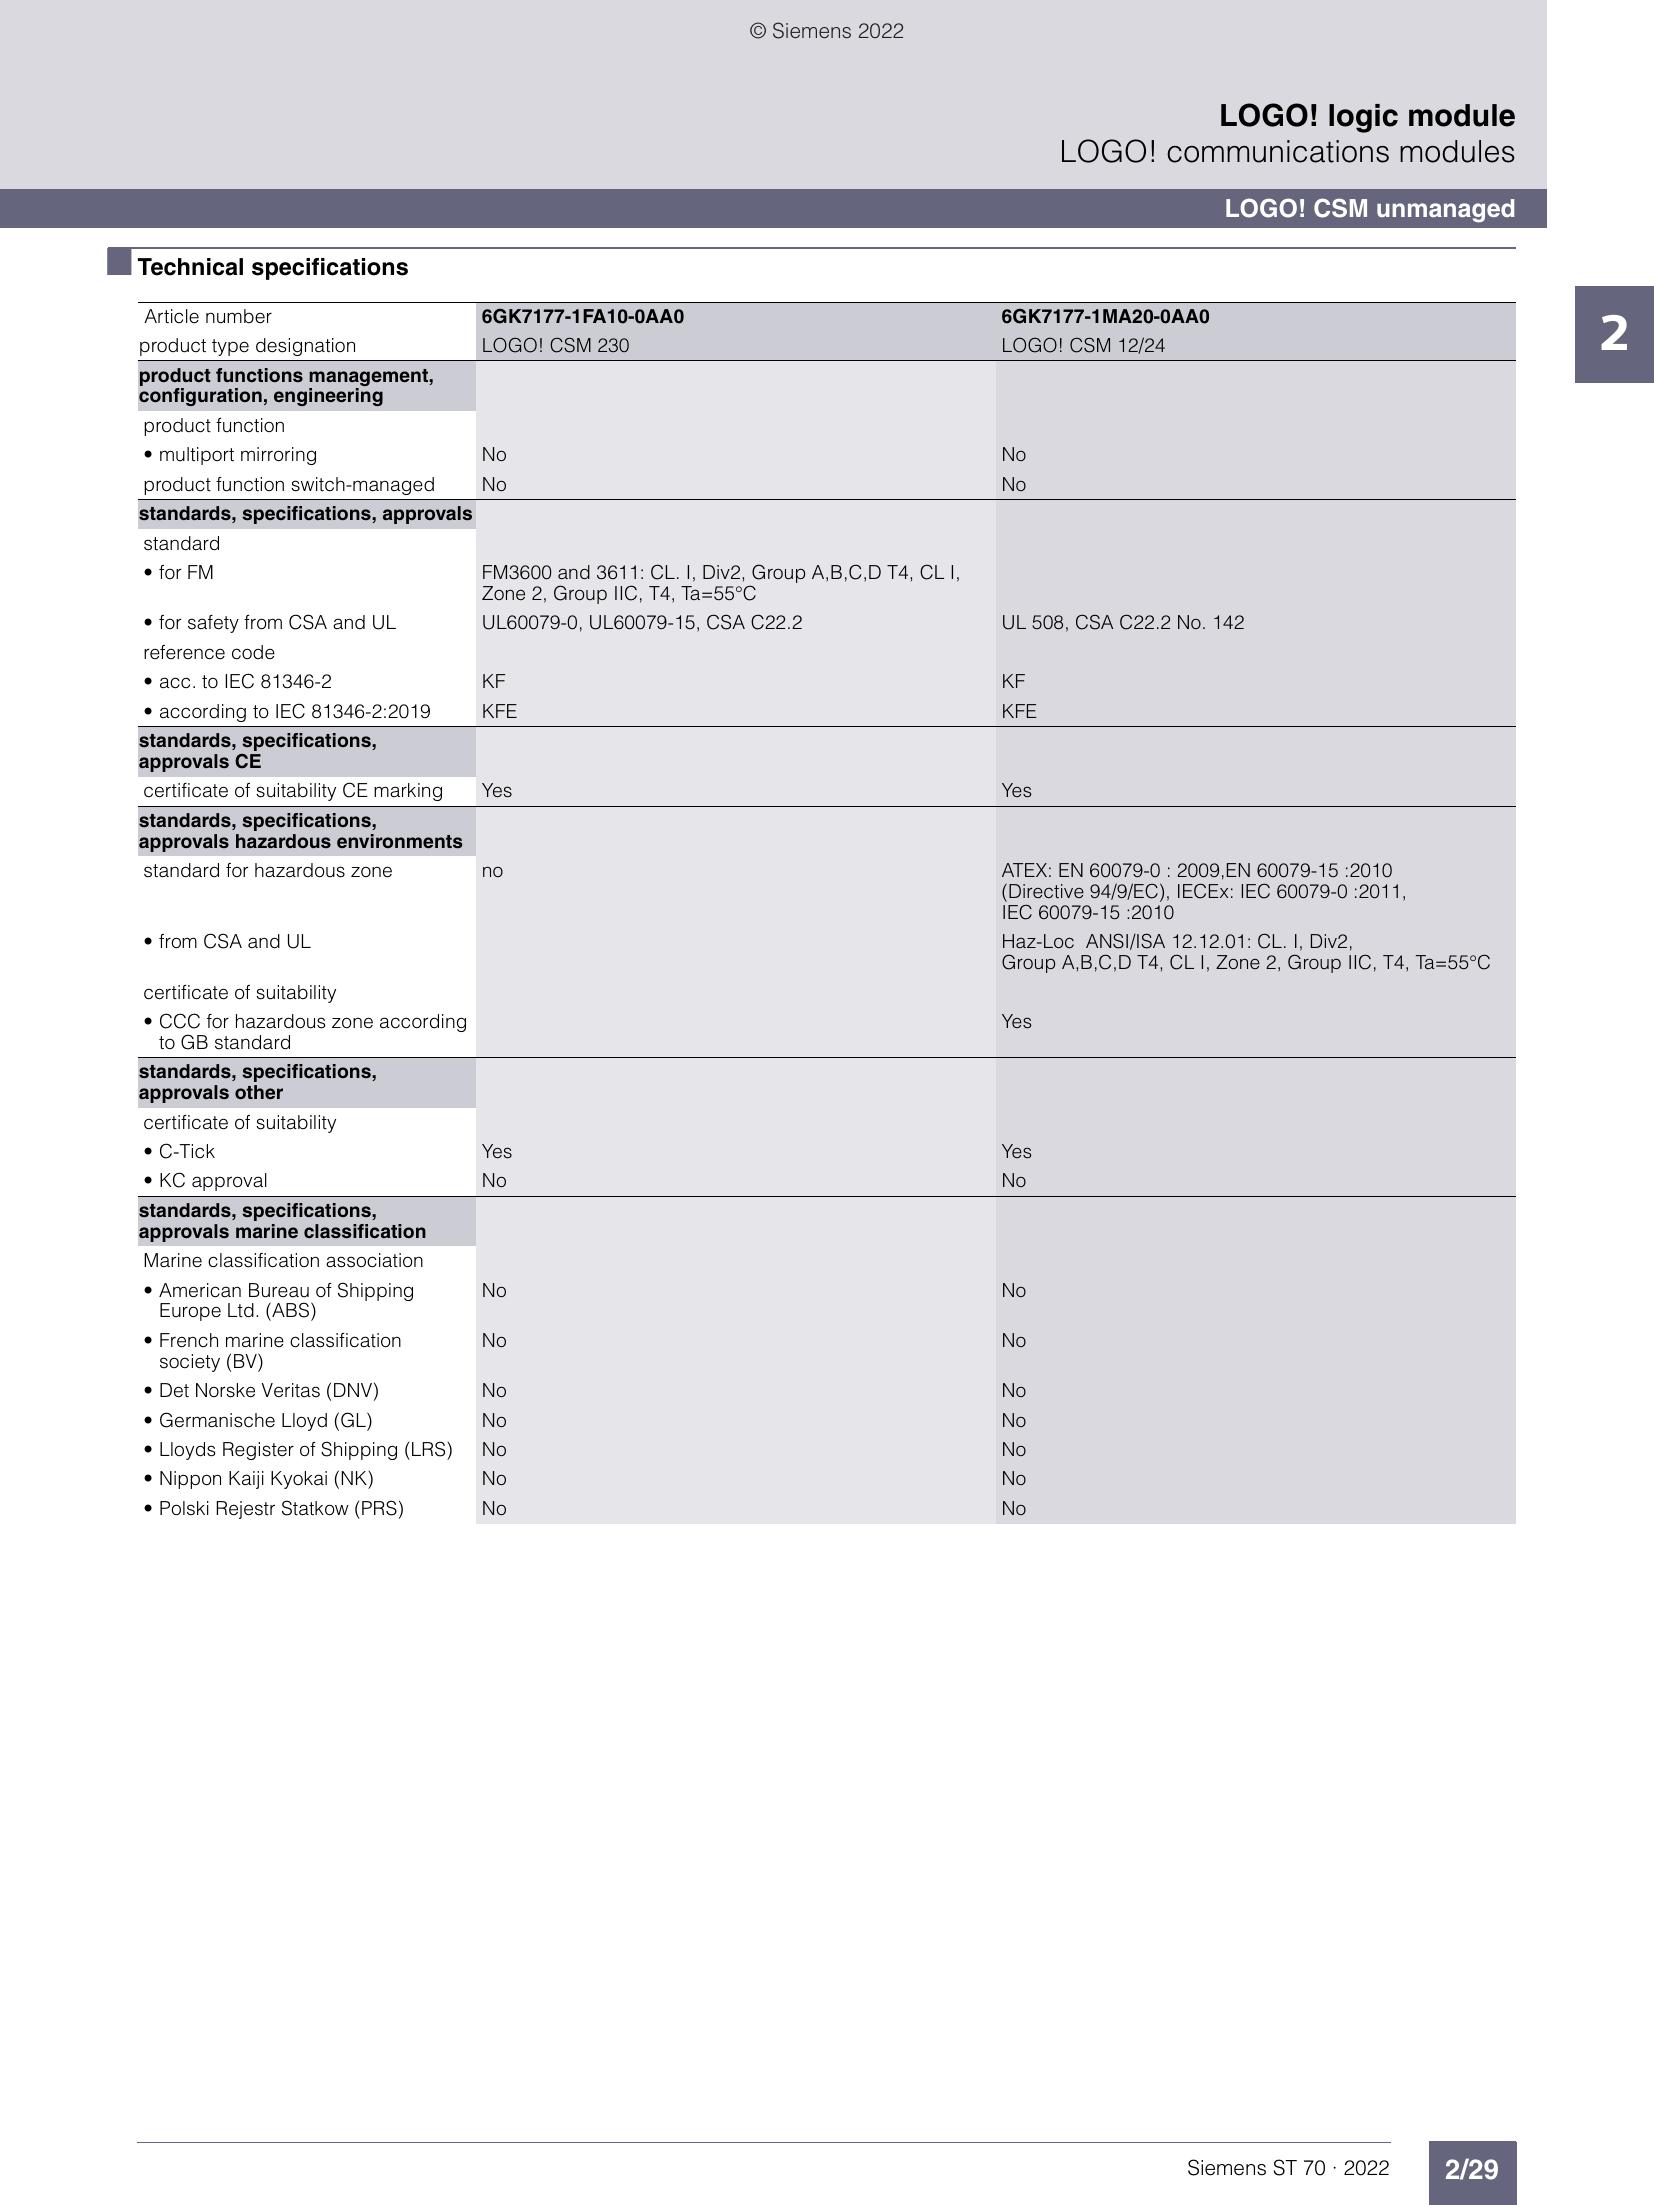 © Siemens 2022
LOGO! logic module
LOGO! communications modules
LOGO! CSM unmanaged
2
Technical specifications
Article number 6GK7177-1FA10-0AA0 6GK7177-1MA20-0AA0
product type designation LOGO! CSM 230 LOGO! CSM 12/24
product functions management,
configuration, engineering
product function
• multiport mirroring No No
product function switch-managed No No
standards, specifications, approvals
standard
• for FM FM3600 and 3611: CL. I, Div2, Group A,B,C,D T4, CL I,
Zone 2, Group IIC, T4, Ta=55°C
• for safety from CSA and UL UL60079-0, UL60079-15, CSA C22.2 UL 508, CSA C22.2 No. 142
reference code
• acc. to IEC 81346-2 KF KF
• according to IEC 81346-2:2019 KFE KFE
standards, specifications,
approvals CE
certificate of suitability CE marking Yes Yes
standards, specifications,
approvals hazardous environments
standard for hazardous zone no ATEX: EN 60079-0 : 2009,EN 60079-15 :2010
(Directive 94/9/EC), IECEx: IEC 60079-0 :2011,
IEC 60079-15 :2010
• from CSA and UL Haz-Loc ANSI/ISA 12.12.01: CL. I, Div2,
Group A,B,C,D T4, CL I, Zone 2, Group IIC, T4, Ta=55°C
certificate of suitability
• CCC for hazardous zone according Yes
to GB standard
standards, specifications,
approvals other
certificate of suitability
• C-Tick Yes Yes
• KC approval No No
standards, specifications,
approvals marine classification
Marine classification association
• American Bureau of Shipping No No
Europe Ltd. (ABS)
• French marine classification No No
society (BV)
• Det Norske Veritas (DNV) No No
• Germanische Lloyd (GL) No No
• Lloyds Register of Shipping (LRS) No No
• Nippon Kaiji Kyokai (NK) No No
• Polski Rejestr Statkow (PRS) No No
Siemens ST 70 · 2022 2/29